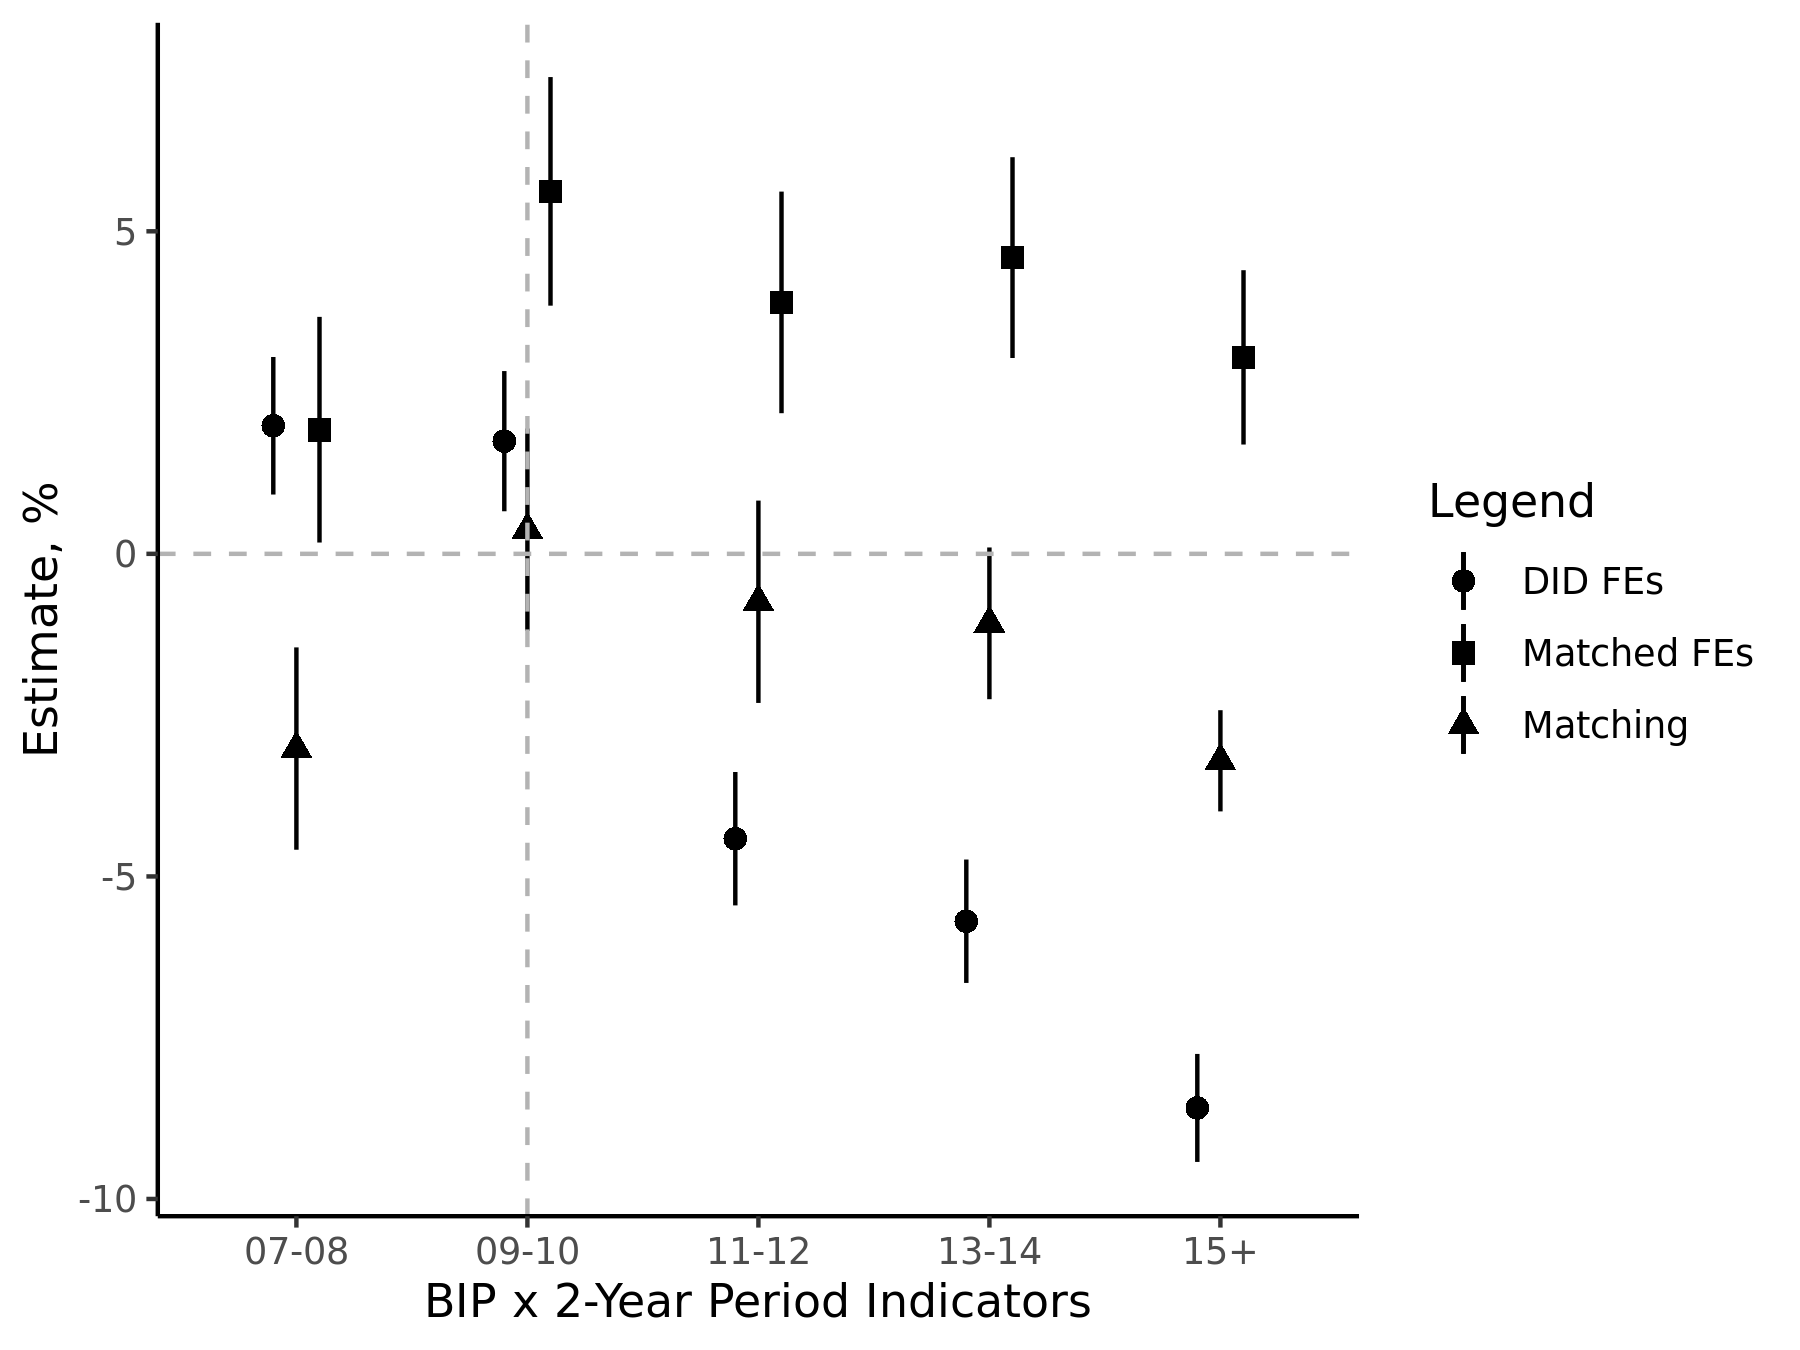 5
0
-5
-10
Estimate, %
07-08
09-10
11-12
13-14
15+
BIP x 2-Year Period Indicators
Legend
DID FEs
Matched FEs
Matching